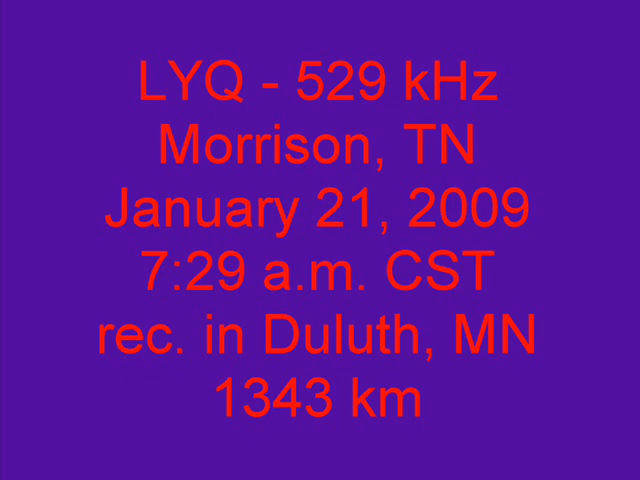 LYQ - 529 kHz
Morrison, TN
January 21, 2009
7:29 a.m. CST
rec. in Duluth, MN
1343 km